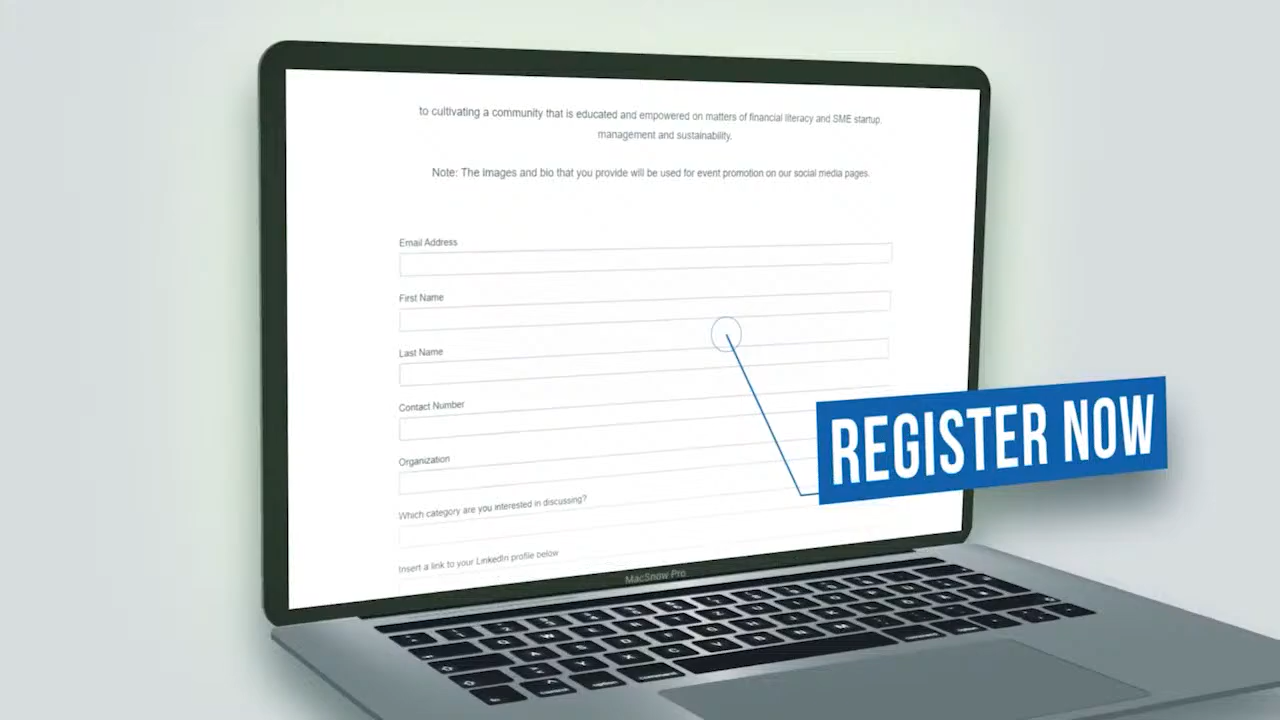 to cultivating a community that is educated and empowered on matters of financial literacy and SME startup,
management and sustainability.
Note: The images and bio that you provide will be used for event promotion on our social media pages.
Email Address
First Name
Last Name
Contact Number
Organization
Which category are you interested in discussing?
Insert a link to your LinkedIn profile below
REGISTER NOW
MacSnow Pro